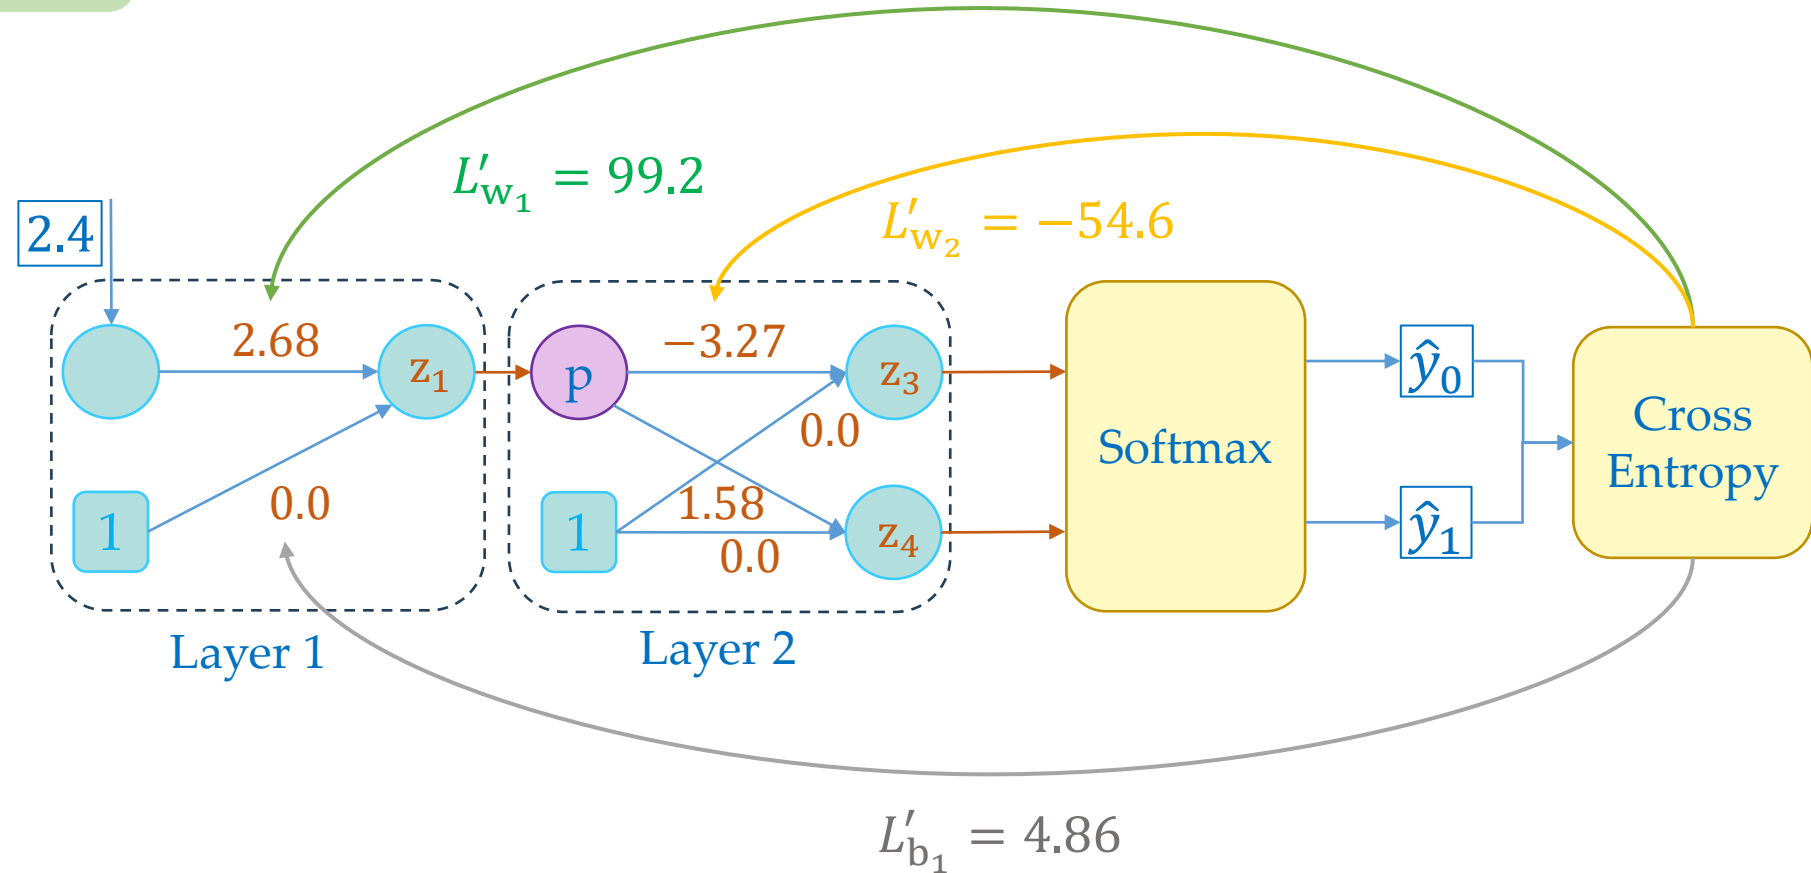 L′w₁ = 99.2
L′w₂ = −54.6
2.4
2.68
z₁
1
0.0
Layer 1
p
−3.27
z₃
0.0
1
1.58
0.0
z₄
Layer 2
Softmax
ŷ₀
ŷ₁
Cross
Entropy
L′b₁ = 4.86